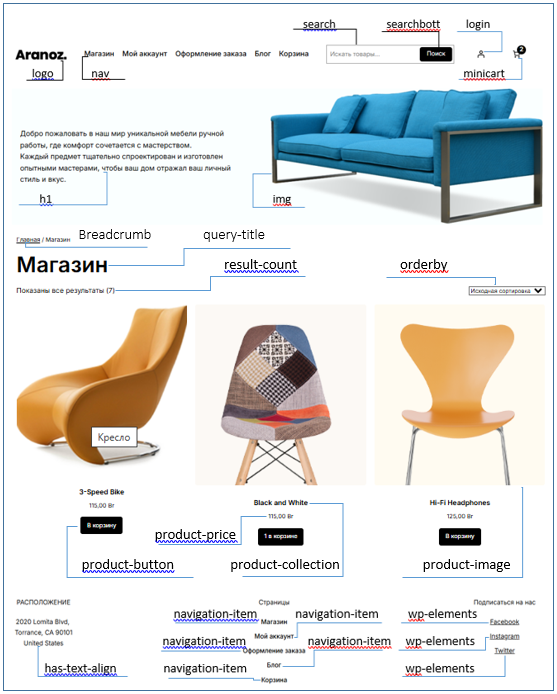 search searchbott login
Aranoz. Магазин Мой аккаунт Оформление заказа Блог Корзина Искать товары... Поиск 2
logo nav minicart
Добро пожаловать в наш мир уникальной мебели ручной
работы, где комфорт сочетается с мастерством.
Каждый предмет тщательно спроектирован и изготовлен
опытными мастерами, чтобы ваш дом отражал ваш личный
стиль и вкус.
h1 img
Главная / Магазин Breadcrumb query-title
Магазин
result-count orderby
Показаны все результаты (7) Исходная сортировка
Кресло
3-Speed Bike Black and White Hi-Fi Headphones
115,00 Br 115,00 Br 125,00 Br
В корзину 1 в корзине В корзину
product-price
product-button product-collection product-image
РАСПОЛОЖЕНИЕ Страницы Подписаться на нас
navigation-item navigation-item wp-elements
2020 Lomita Blvd, Магазин Facebook
Torrance, CA 90101 Мой аккаунт Instagram
United States navigation-item navigation-item wp-elements
Оформление заказа Twitter
Блог
has-text-align navigation-item wp-elements
Корзина